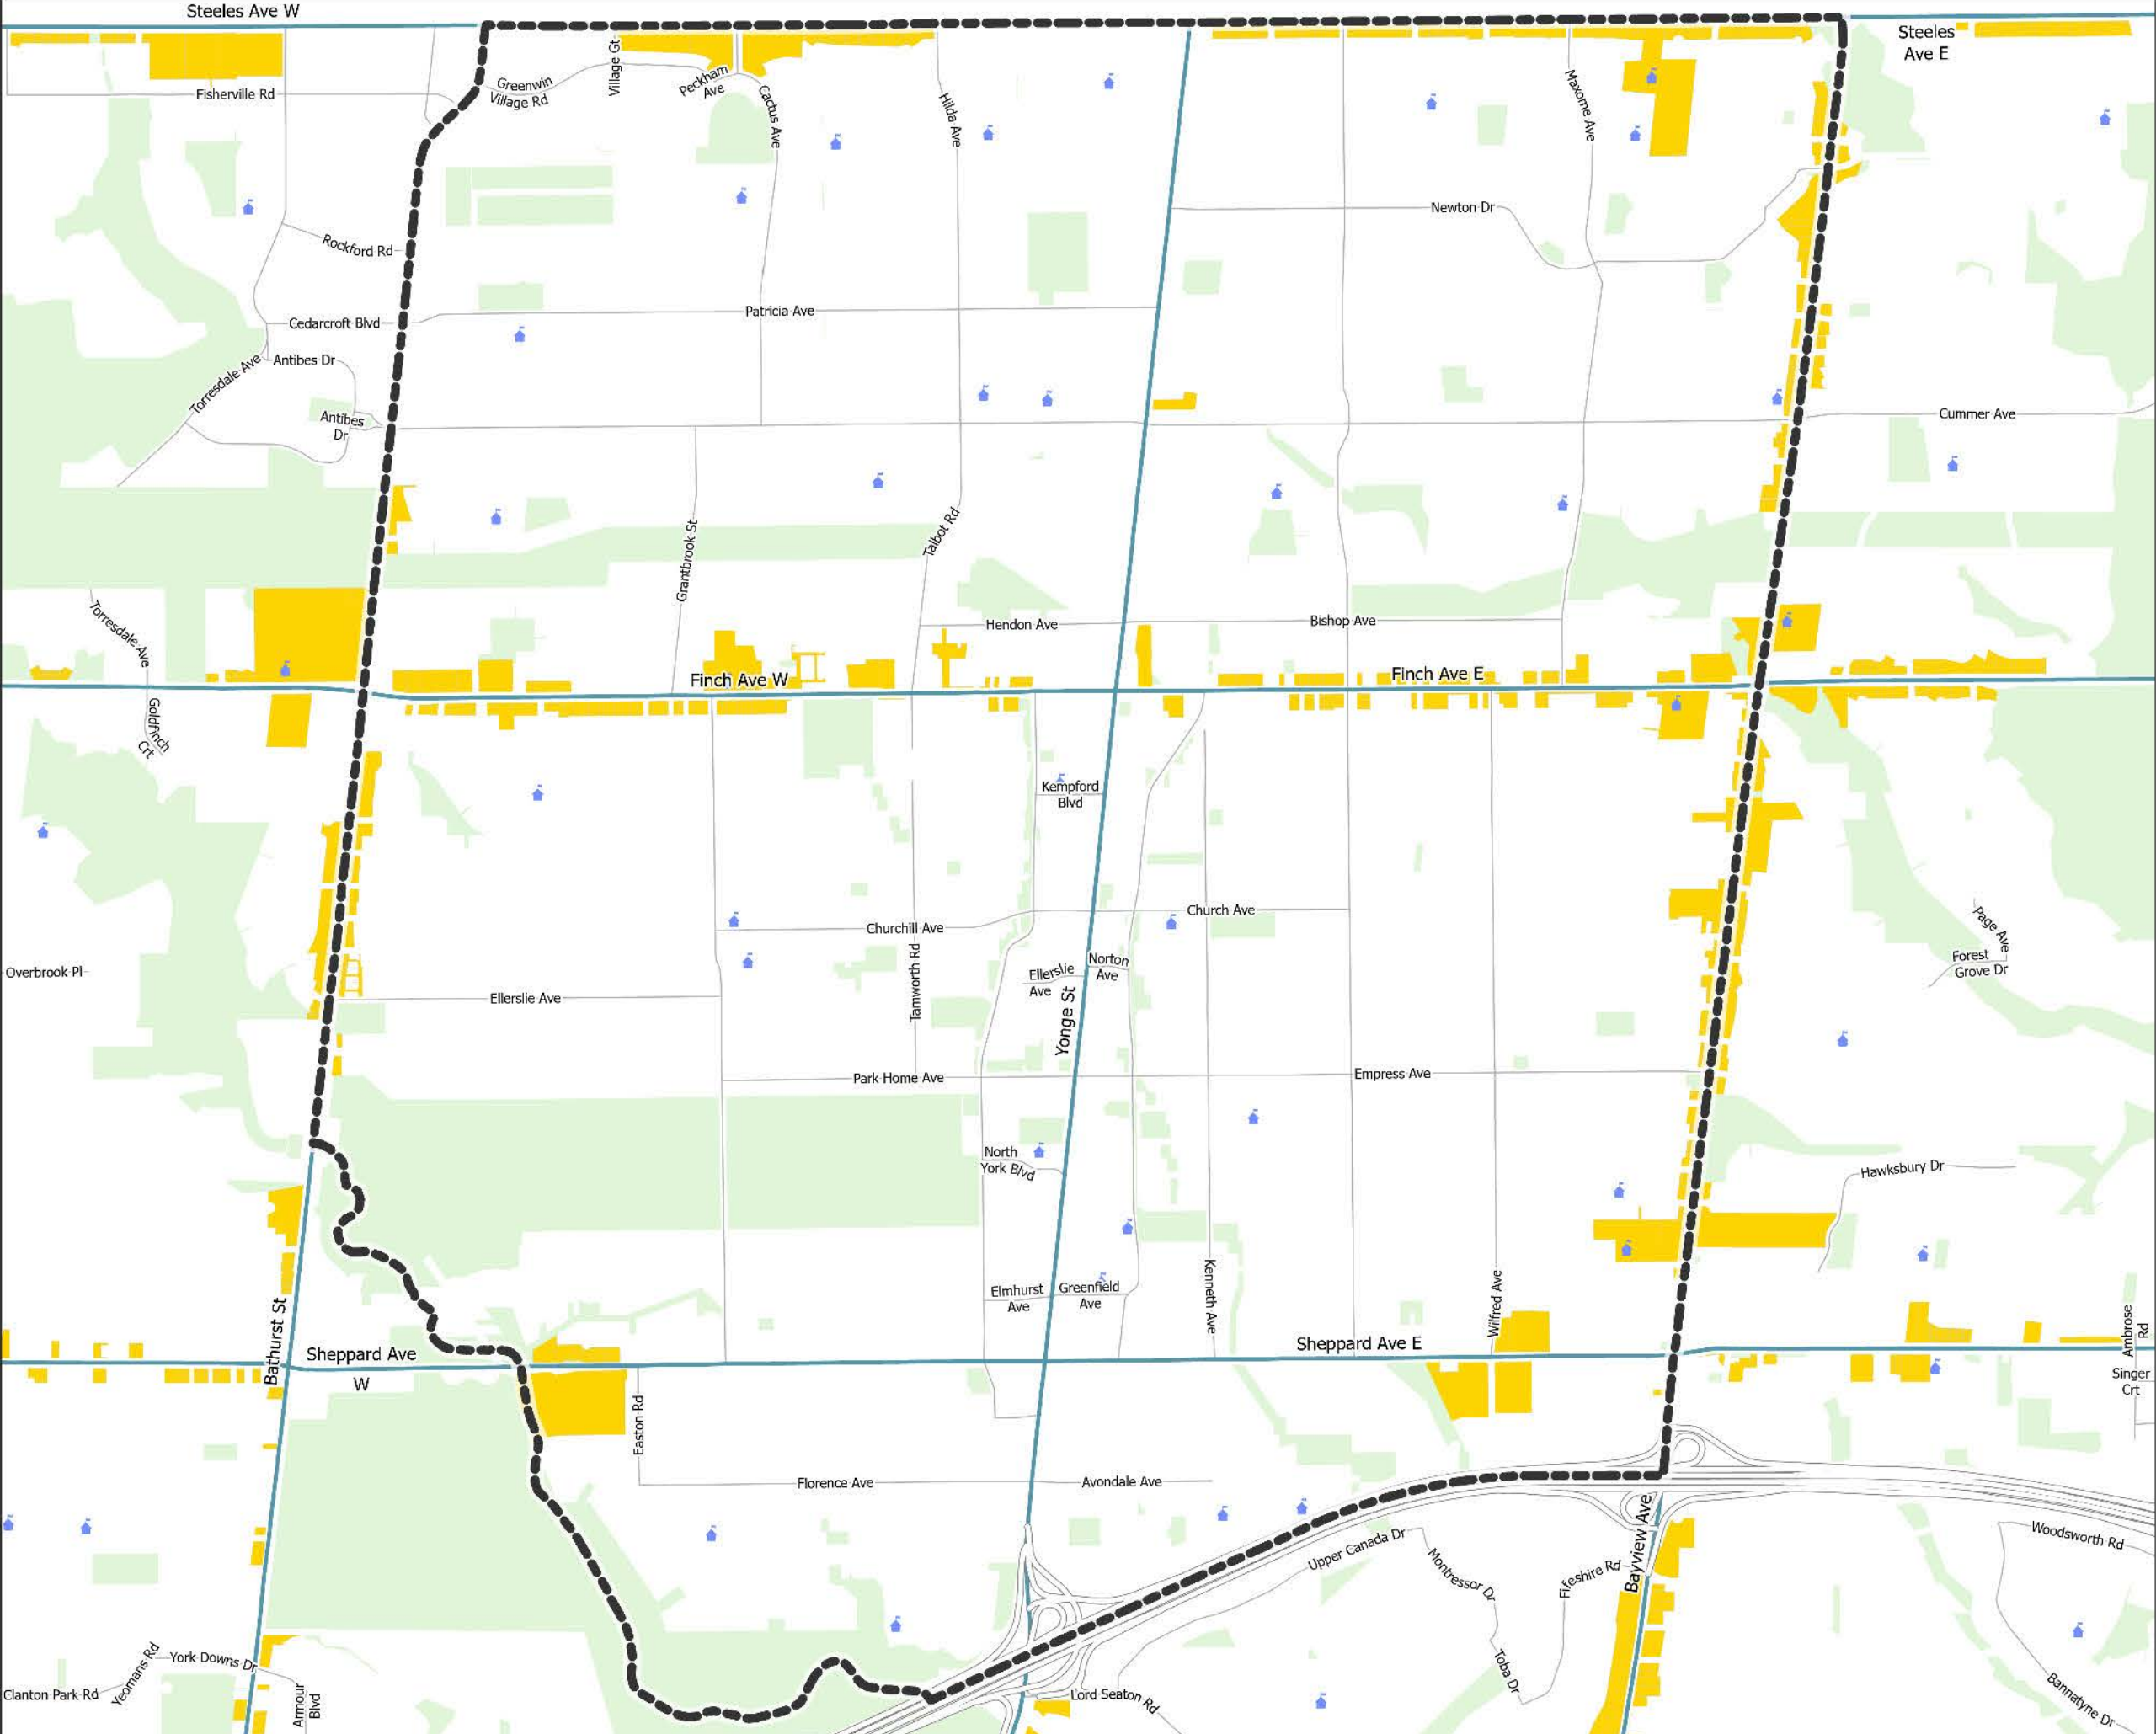 Steeles Ave W
Steeles
Ave E
Village Gt
Greenwin
Village Rd
Peckham
Ave
Cactus Ave
Hilda Ave
Maxome Ave
Fisherville Rd
Rockford Rd
Newton Dr
Patricia Ave
Cedarcroft Blvd
Antibes Dr
Torresdale Ave
Antibes
Dr
Cummer Ave
Grantbrook St
Talbot Rd
Torresdale Ave
Hendon Ave
Bishop Ave
Finch Ave W
Finch Ave E
Goldfinch
Crt
Kempford
Blvd
Church Ave
Churchill Ave
Page Ave
Forest
Grove Dr
Overbrook Pl
Tamworth Rd
Ellerslie
Ave
Norton
Ave
Ellerslie Ave
Yonge St
Park Home Ave
Empress Ave
North
York Blvd
Hawksbury Dr
Elmhurst
Ave
Greenfield
Ave
Kenneth Ave
Wilfred Ave
Bathurst St
Sheppard Ave
W
Sheppard Ave E
Ambrose
Rd
Singer
Crt
Easton Rd
Florence Ave
Avondale Ave
Bayview Ave
Upper Canada Dr
Montressor Dr
Fifeshire Rd
Woodsworth Rd
Toba Dr
York Downs Dr
Yeomans Rd
Clanton Park Rd
Armour
Blvd
Lord Seaton Rd
Bannatyne Dr